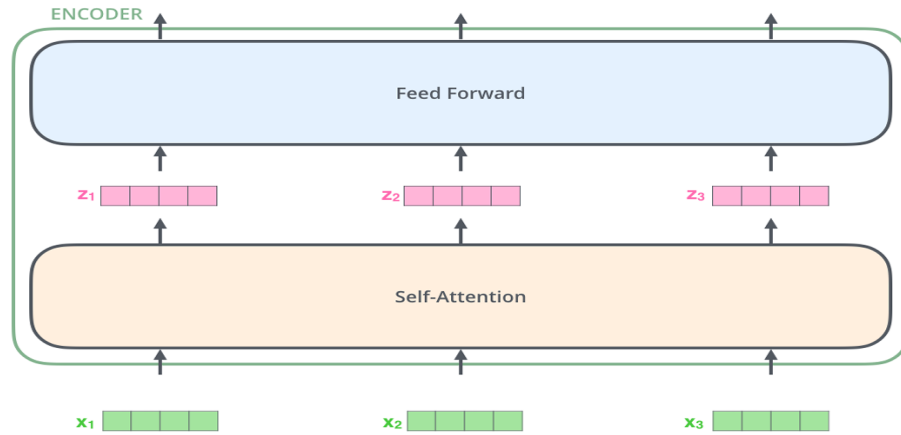 ENCODER
Feed Forward
z₁ z₂ z₃
Self-Attention
x₁ x₂ x₃